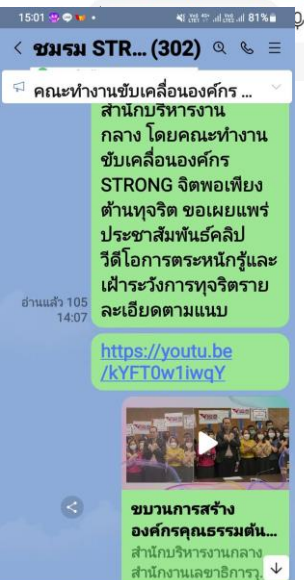 15:01
81%
ชมรม STR... (302)
คณะทำงานขับเคลื่อนองค์กร ...
สำนักบริหารงาน
กลาง โดยคณะทำงาน
ขับเคลื่อนองค์กร
STRONG จิตพอเพียง
ต้านทุจริต ขอเผยแพร่
ประชาสัมพันธ์คลิป
วีดีโอการตระหนักรู้และ
เฝ้าระวังการทุจริตราย
ละเอียดตามแนบ
อ่านแล้ว 105
14:07
https://youtu.be
/kYFT0w1iwqY
ขบวนการสร้าง
องค์กรคุณธรรมต้น...
สำนักบริหารงานกลาง
สำนักงานเลขาธิการวุ.